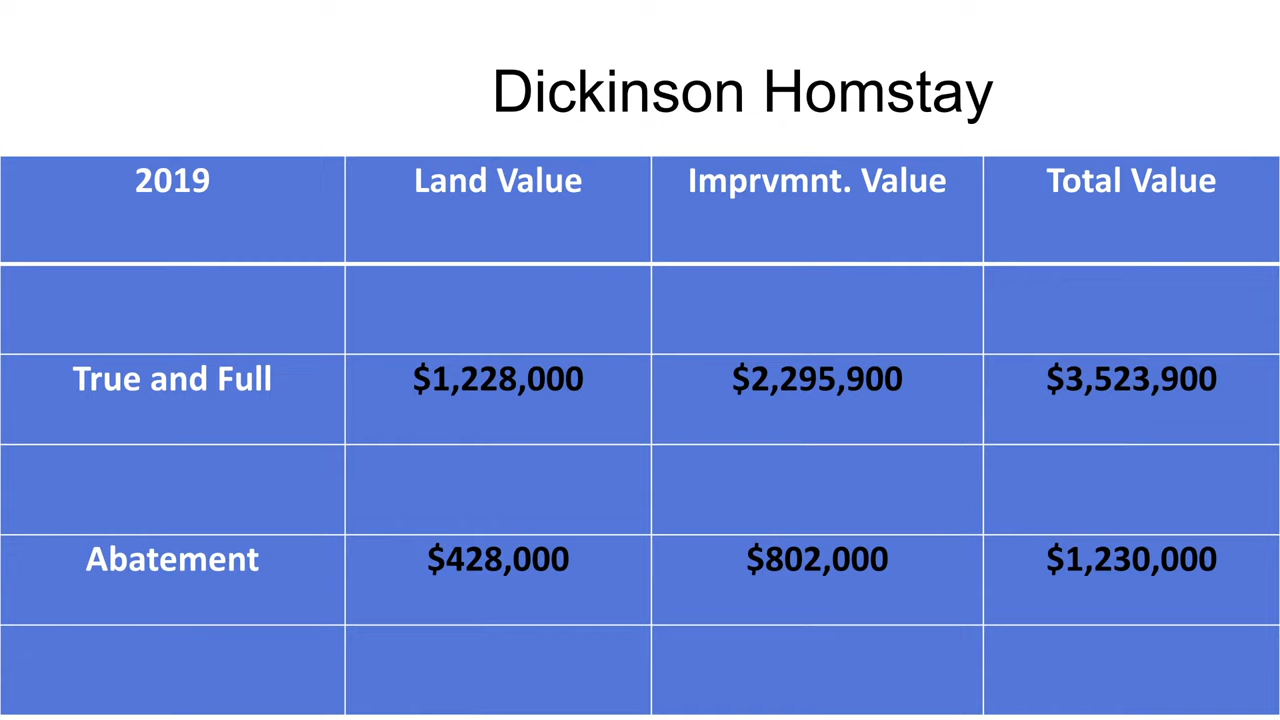 Dickinson Homstay
2019 Land Value Imprvmnt. Value Total Value
True and Full $1,228,000 $2,295,900 $3,523,900
Abatement $428,000 $802,000 $1,230,000